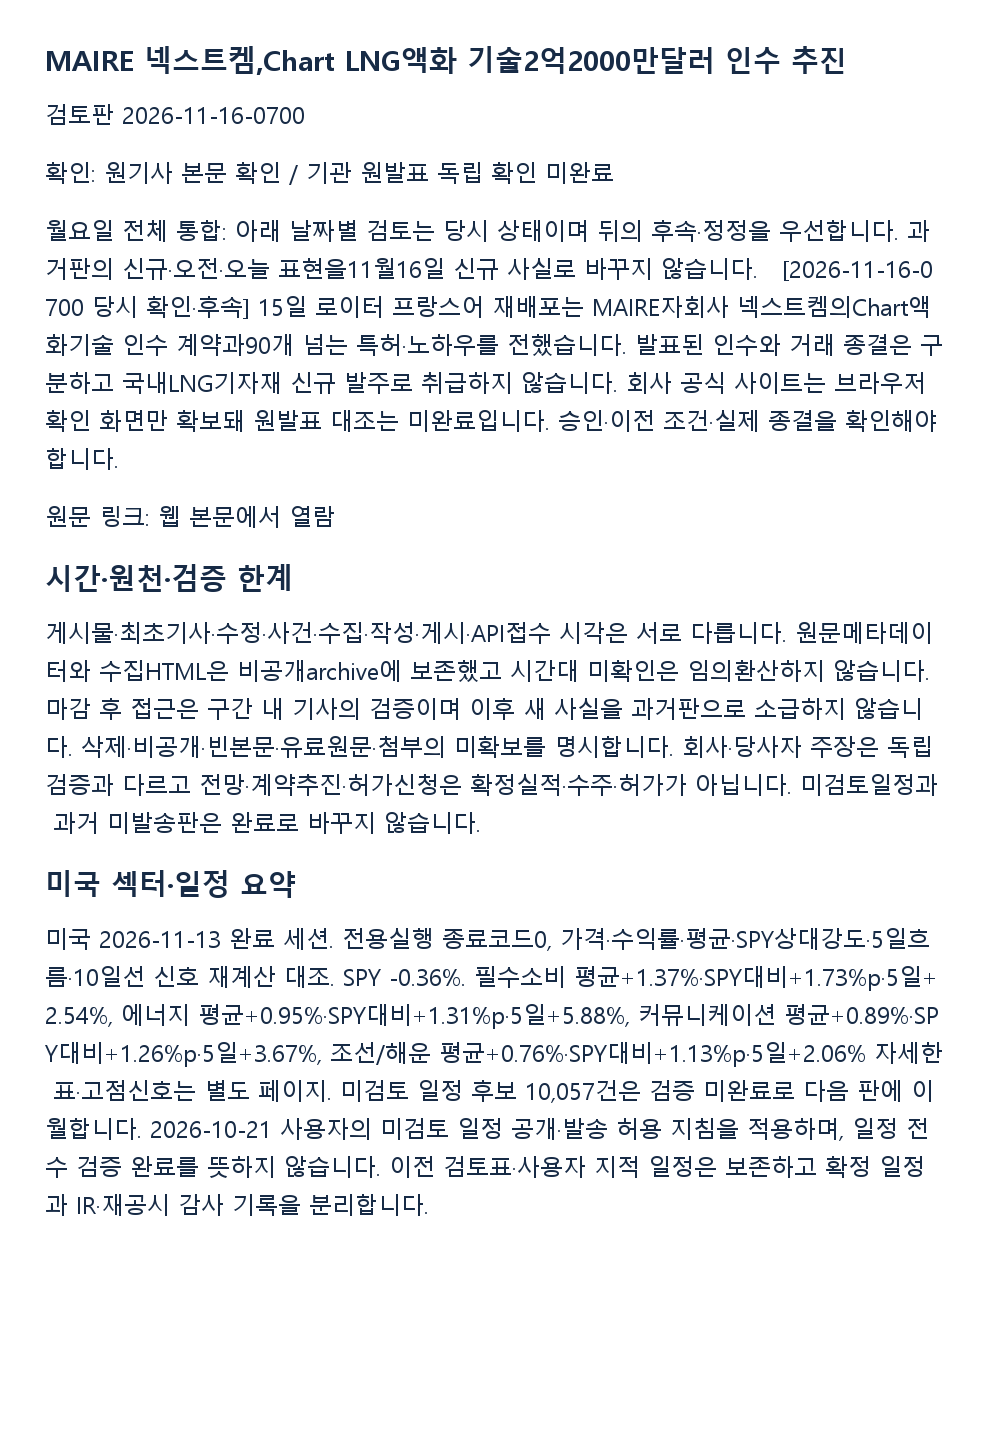 MAIRE 넥스트켐,Chart LNG액화 기술2억2000만달러 인수 추진
검토판 2026-11-16-0700
확인: 원기사 본문 확인 / 기관 원발표 독립 확인 미완료
월요일 전체 통합: 아래 날짜별 검토는 당시 상태이며 뒤의 후속·정정을 우선합니다. 과
거판의 신규·오전·오늘 표현을11월16일 신규 사실로 바꾸지 않습니다.   [2026-11-16-0
700 당시 확인·후속] 15일 로이터 프랑스어 재배포는 MAIRE자회사 넥스트켐의Chart액
화기술 인수 계약과90개 넘는 특허·노하우를 전했습니다. 발표된 인수와 거래 종결은 구
분하고 국내LNG기자재 신규 발주로 취급하지 않습니다. 회사 공식 사이트는 브라우저
확인 화면만 확보돼 원발표 대조는 미완료입니다. 승인·이전 조건·실제 종결을 확인해야
합니다.
원문 링크: 웹 본문에서 열람
시간·원천·검증 한계
게시물·최초기사·수정·사건·수집·작성·게시·API접수 시각은 서로 다릅니다. 원문메타데이
터와 수집HTML은 비공개archive에 보존했고 시간대 미확인은 임의환산하지 않습니다.
마감 후 접근은 구간 내 기사의 검증이며 이후 새 사실을 과거판으로 소급하지 않습니
다. 삭제·비공개·빈본문·유료원문·첨부의 미확보를 명시합니다. 회사·당사자 주장은 독립
검증과 다르고 전망·계약추진·허가신청은 확정실적·수주·허가가 아닙니다. 미검토일정과
과거 미발송판은 완료로 바꾸지 않습니다.
미국 섹터·일정 요약
미국 2026-11-13 완료 세션. 전용실행 종료코드0, 가격·수익률·평균·SPY상대강도·5일흐
름·10일선 신호 재계산 대조. SPY -0.36%. 필수소비 평균+1.37%·SPY대비+1.73%p·5일+
2.54%, 에너지 평균+0.95%·SPY대비+1.31%p·5일+5.88%, 커뮤니케이션 평균+0.89%·SP
Y대비+1.26%p·5일+3.67%, 조선/해운 평균+0.76%·SPY대비+1.13%p·5일+2.06% 자세한
표·고점신호는 별도 페이지. 미검토 일정 후보 10,057건은 검증 미완료로 다음 판에 이
월합니다. 2026-10-21 사용자의 미검토 일정 공개·발송 허용 지침을 적용하며, 일정 전
수 검증 완료를 뜻하지 않습니다. 이전 검토표·사용자 지적 일정은 보존하고 확정 일정
과 IR·재공시 감사 기록을 분리합니다.